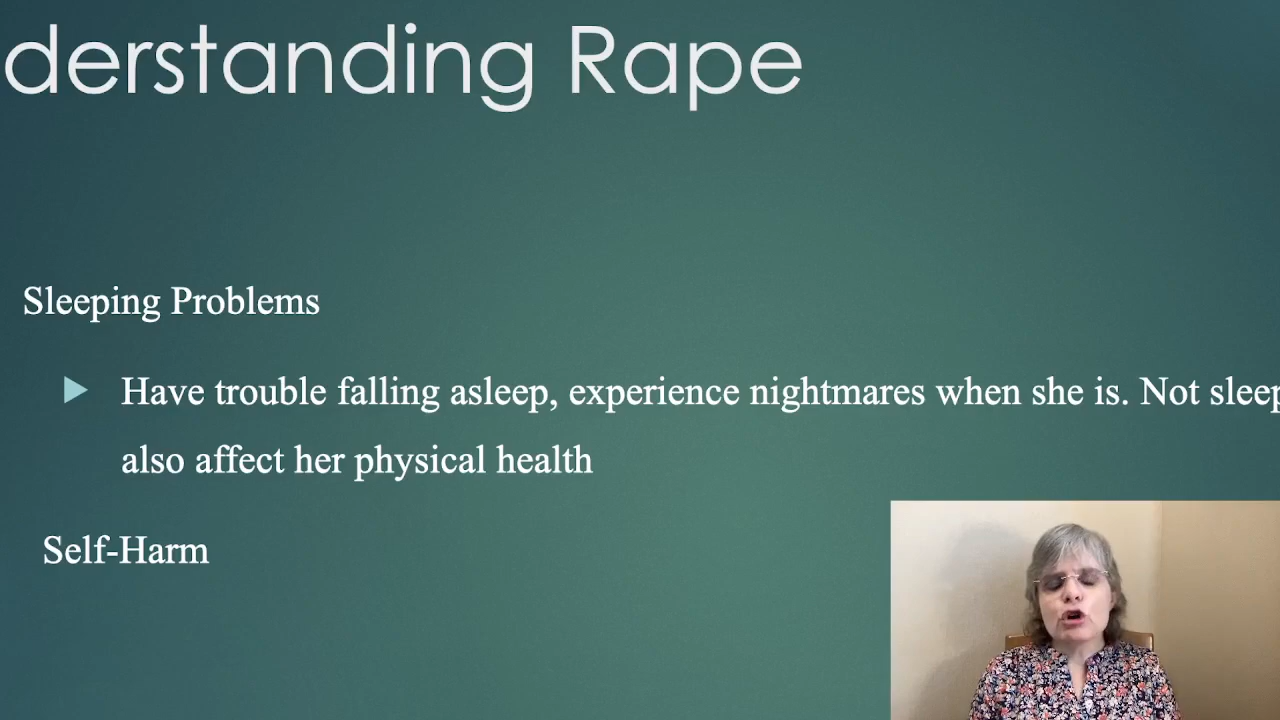 derstanding Rape
Sleeping Problems
Have trouble falling asleep, experience nightmares when she is. Not sleep
also affect her physical health
Self-Harm